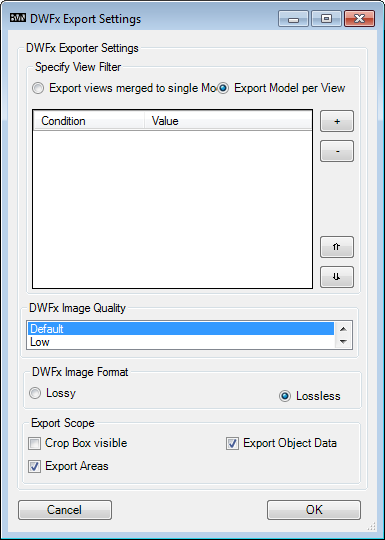 DWFx Export Settings
DWFx Exporter Settings
Specify View Filter
Export views merged to single Mo Export Model per View
Condition Value
+
-
DWFx Image Quality
Default
Low
DWFx Image Format
Lossy Lossless
Export Scope
Crop Box visible Export Object Data
Export Areas
Cancel OK